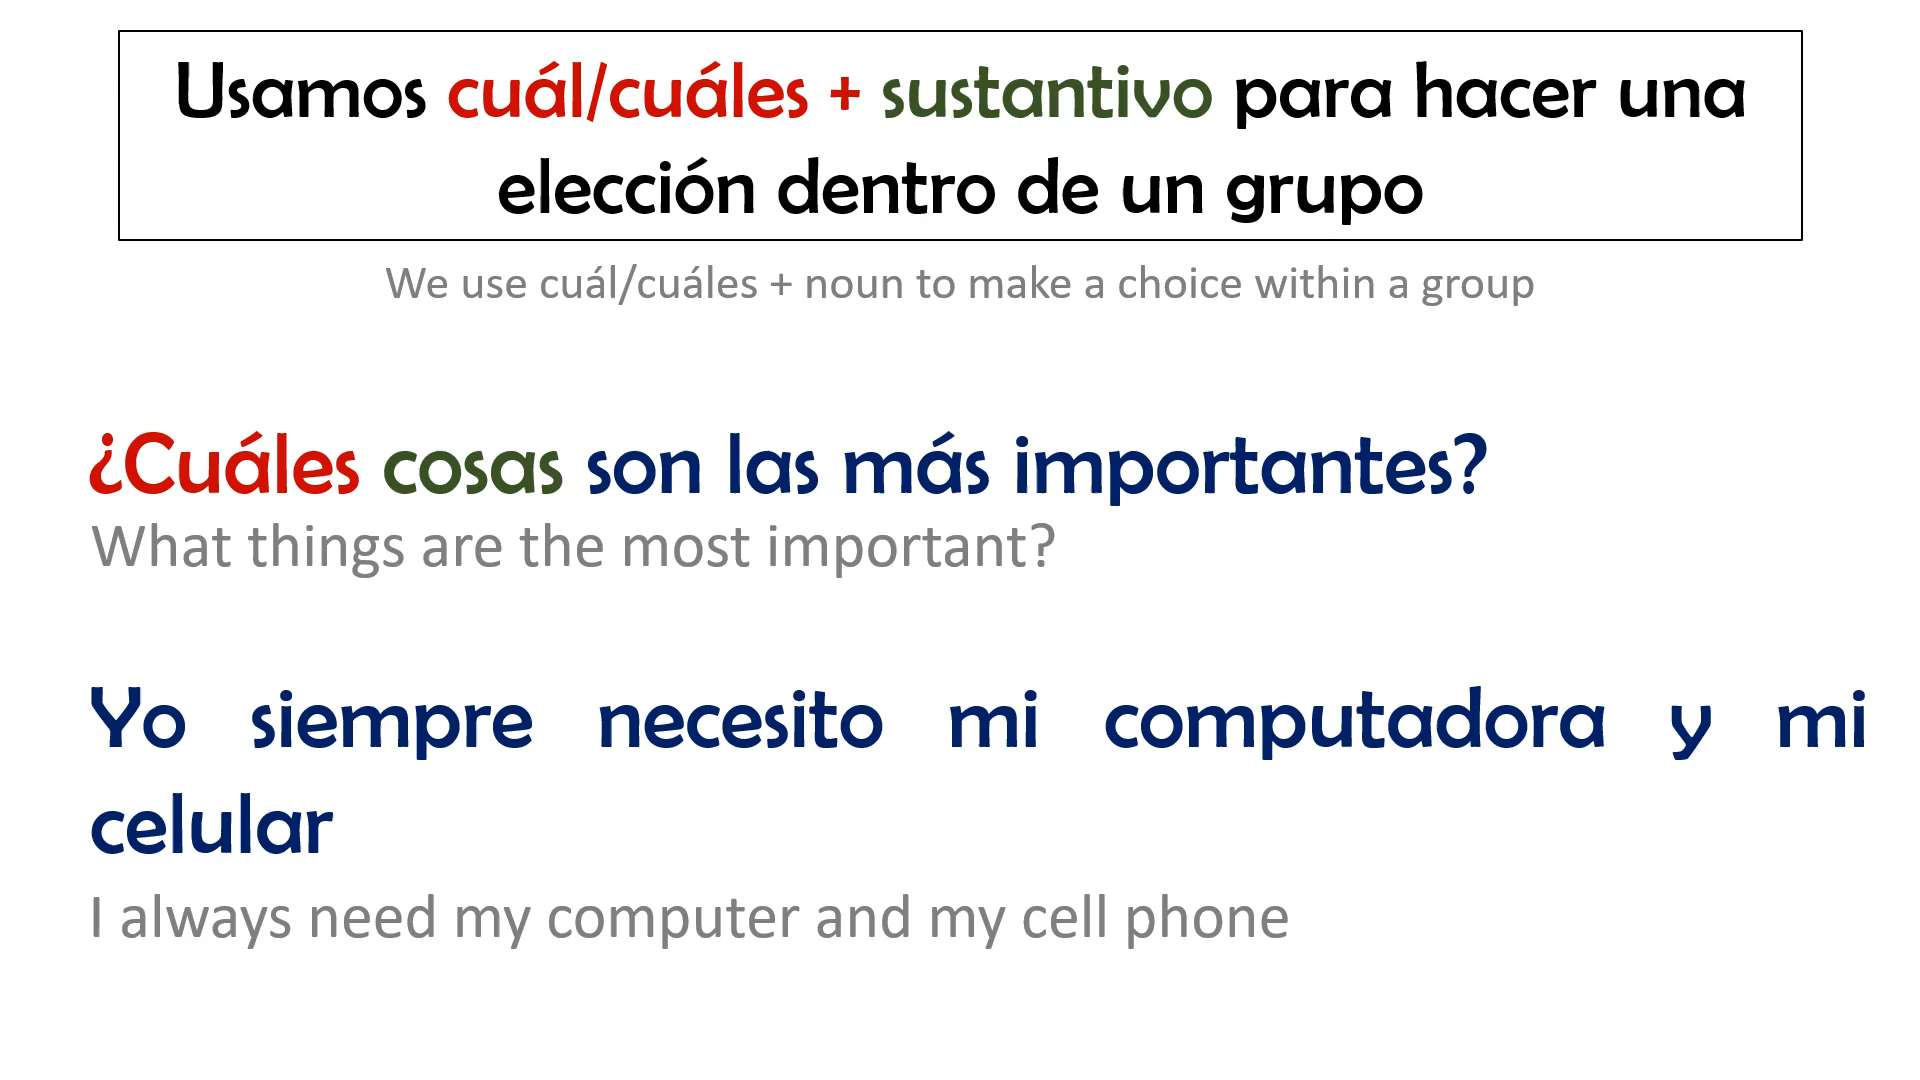 Usamos cuál/cuáles + sustantivo para hacer una
elección dentro de un grupo
We use cuál/cuáles + noun to make a choice within a group
¿Cuáles cosas son las más importantes?
What things are the most important?
Yo siempre necesito mi computadora y mi
celular
I always need my computer and my cell phone